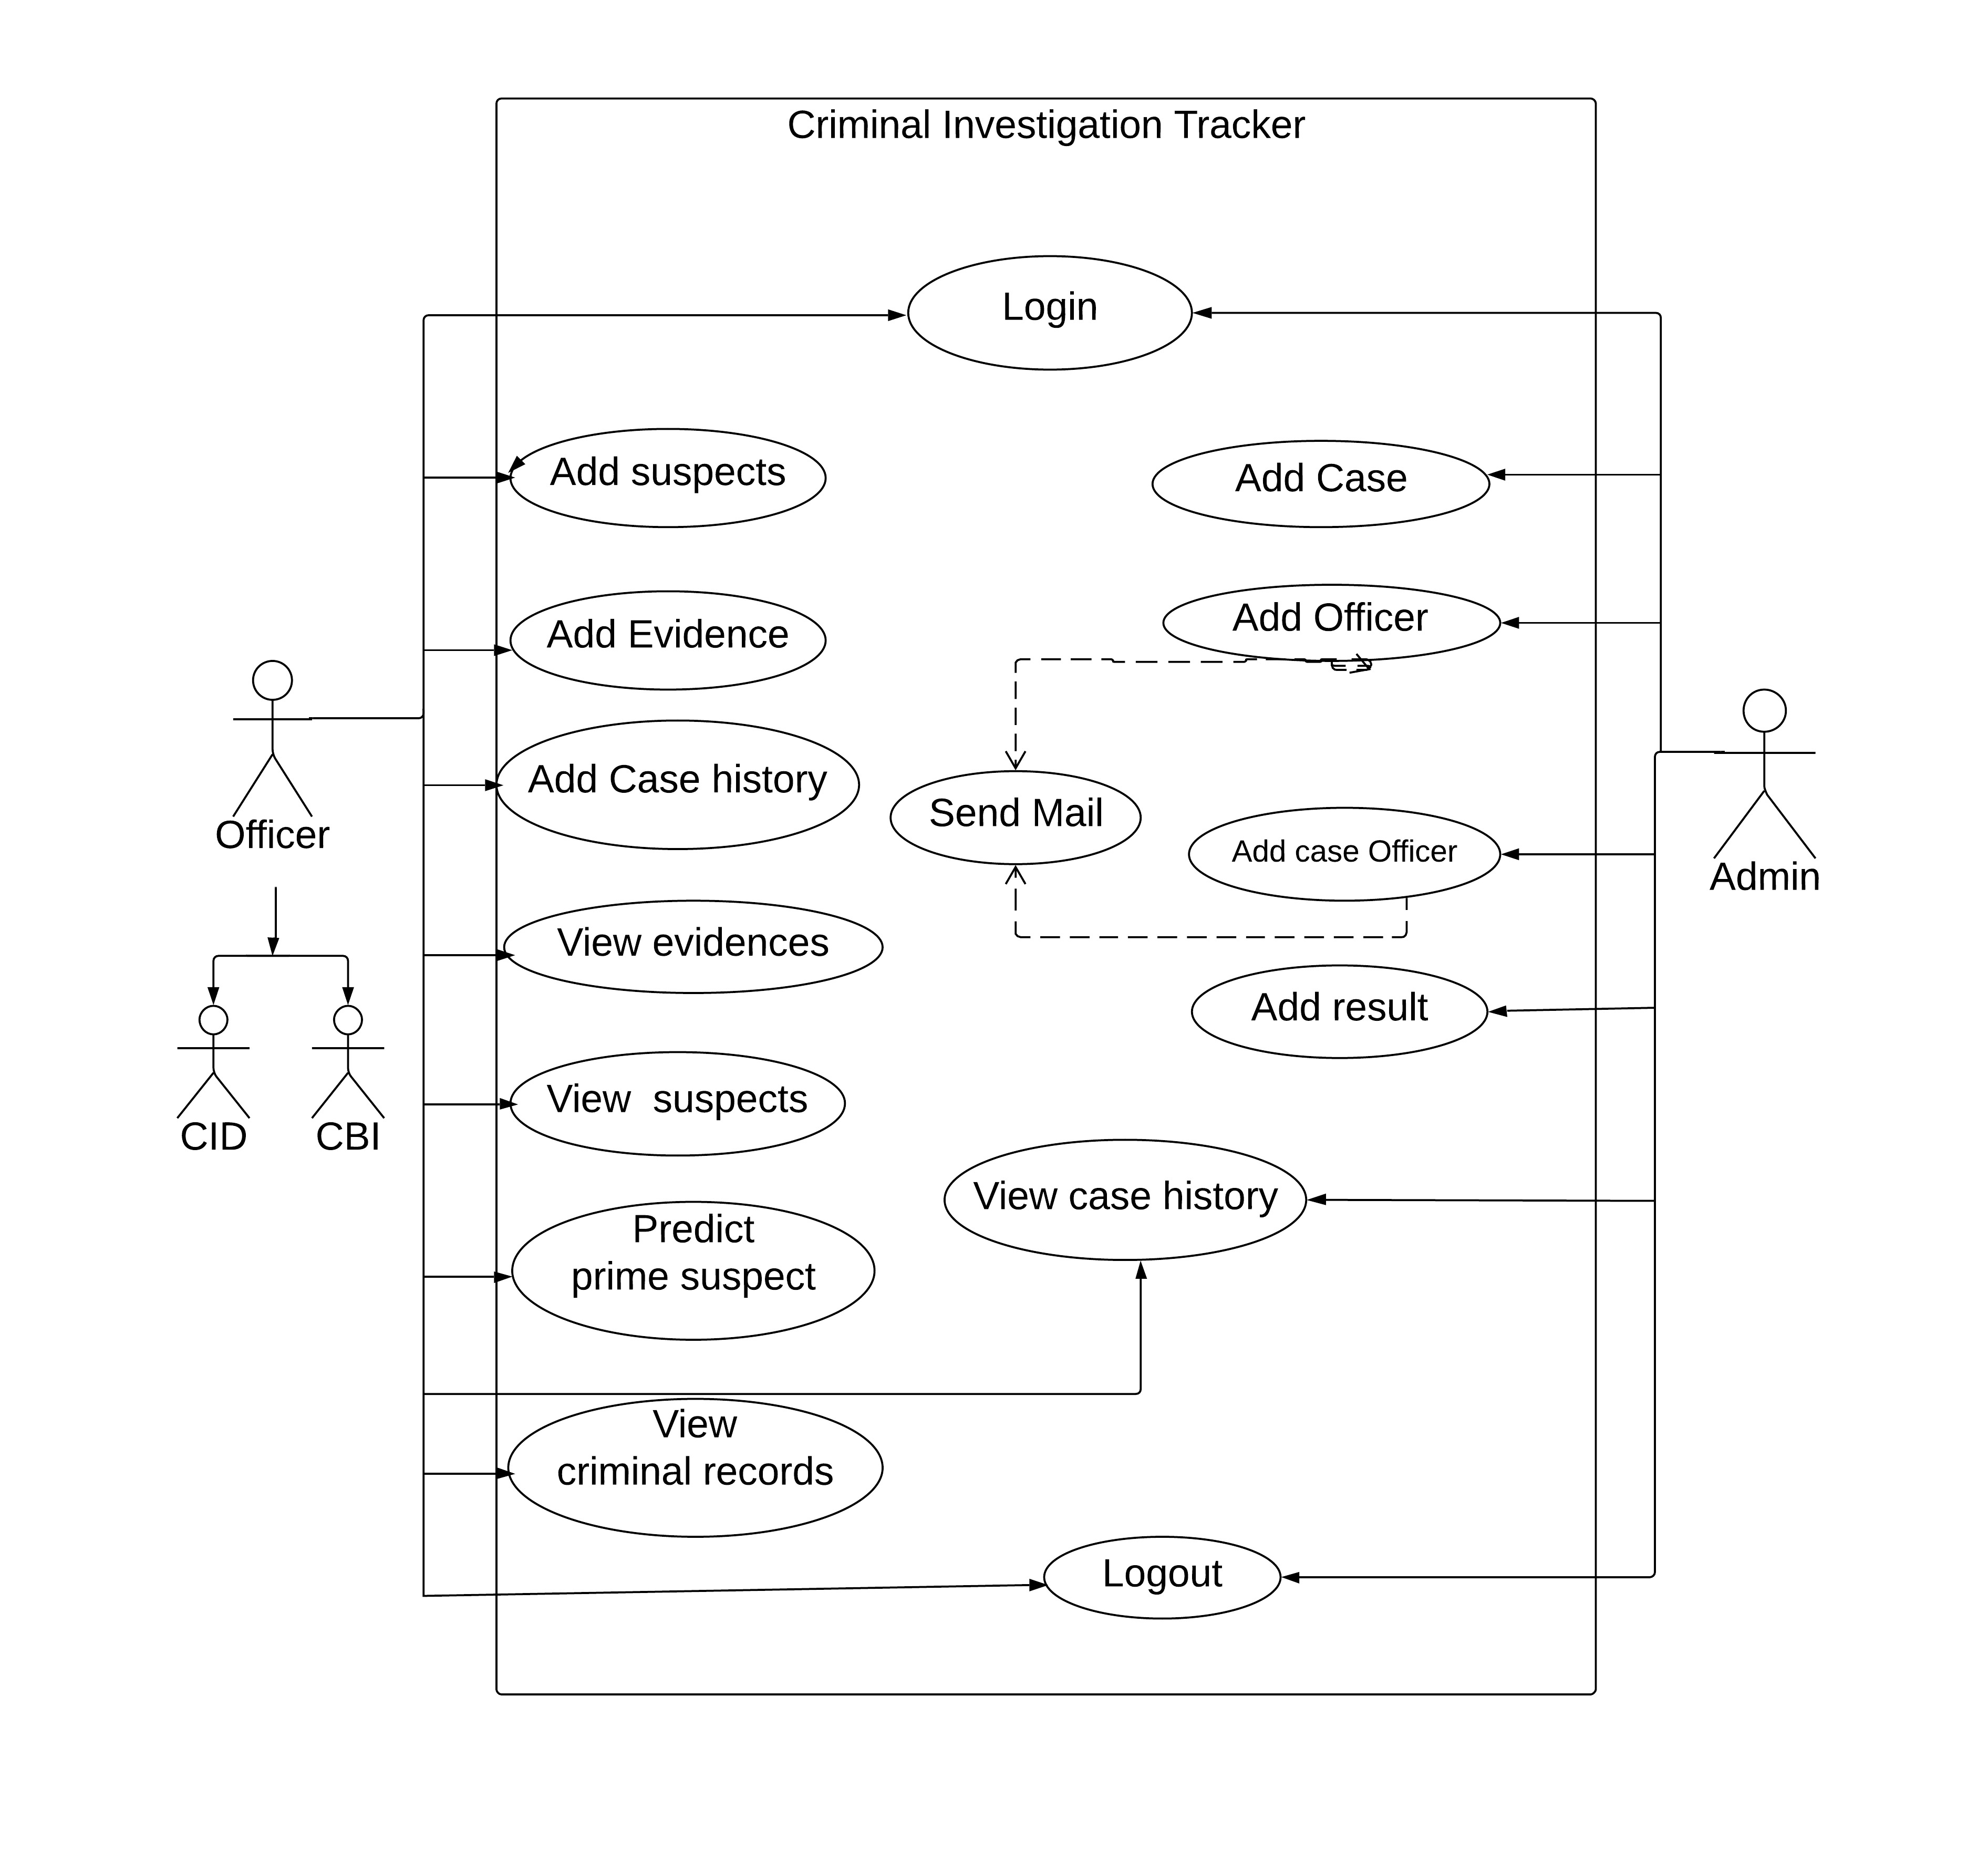 Criminal Investigation Tracker
Login
Add suspects
Add Case
Add Officer
Add Evidence
Add Case history
Send Mail
Officer
Add case Officer
Admin
View evidences
Add result
View  suspects
CID
CBI
View case history
Predict
prime suspect
View
criminal records
Logout